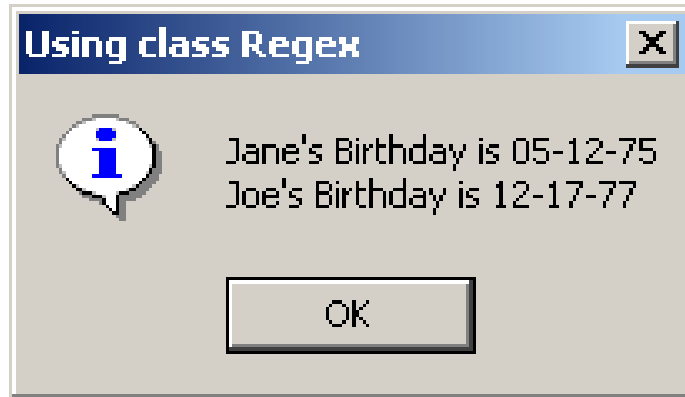 Using class Regex
Jane's Birthday is 05-12-75
Joe's Birthday is 12-17-77
OK